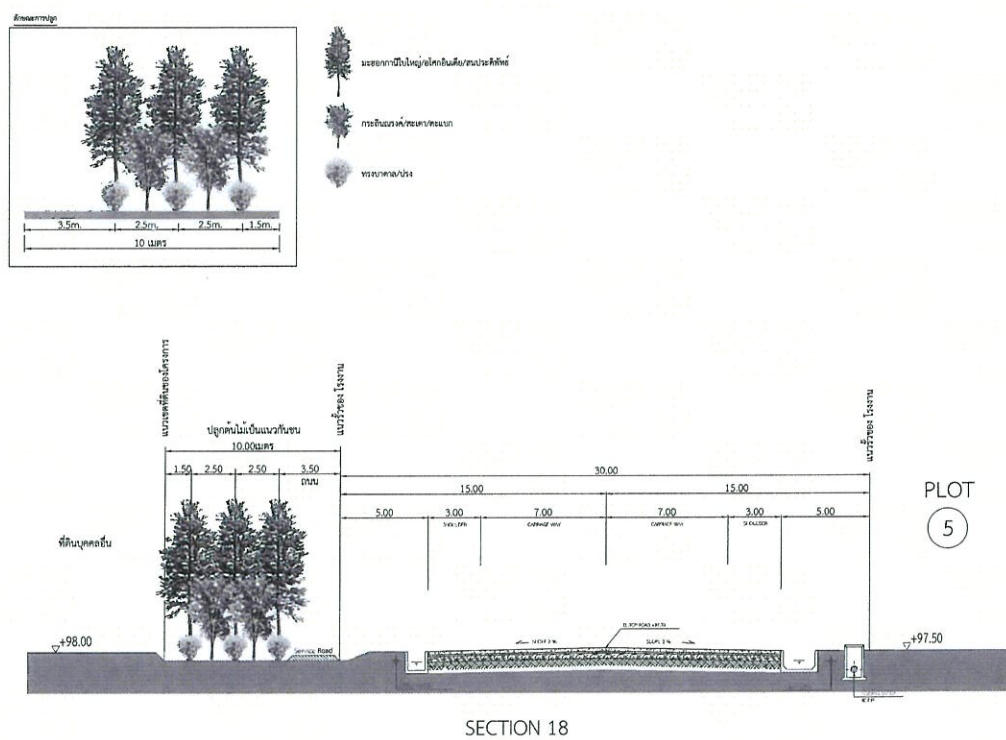 ลักษณะการปลูก
มะฮอกกานีใบใหญ่/อโศกอินเดีย/สนประดิพัทธ์
กระถินณรงค์/สะเดา/ตะแบก
ทรงบาดาล/ปรง
3.5m. 2.5m. 2.5m. 1.5m.
10 เมตร
แนวเขตที่ดินของโครงการ
แนวรั้วของ โรงงาน
แนวรั้วของ โรงงาน
ปลูกต้นไม้เป็นแนวกันชน
10.00เมตร
1.50 2.50 2.50 3.50
ถนน
30.00
15.00 15.00
5.00 3.00 7.00 7.00 3.00 5.00
SHOULDER CARRIAGE WAY CARRIAGE WAY SHOULDER
PLOT
5
ที่ดินบุคคลอื่น
+98.00
Service Road
SLOPE 2 % SLOPE 2 %
+97.50
SECTION 18